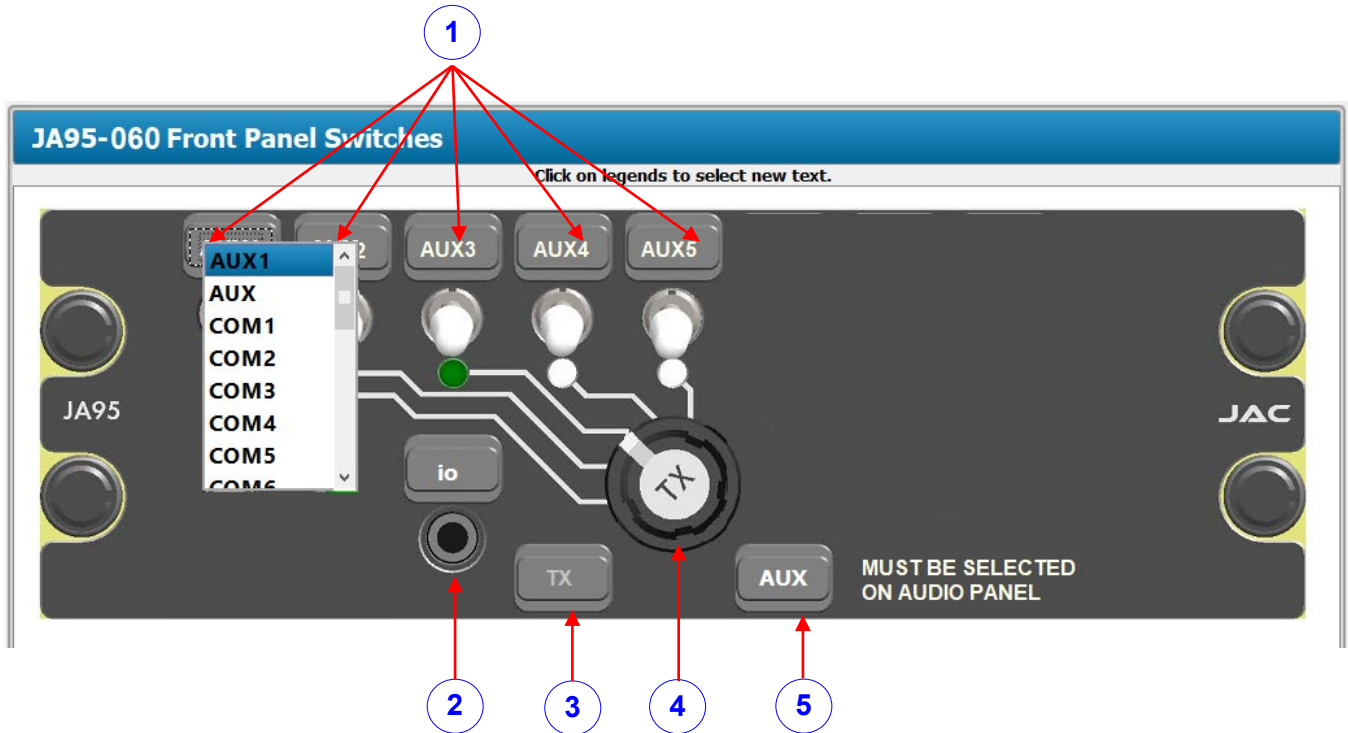 1
JA95-060 Front Panel Switches
Click on legends to select new text.
AUX3 AUX4 AUX5
AUX1
AUX
COM1
COM2
COM3
COM4
COM5
COM6
JA95
JAC
io
TX
TX
AUX
MUST BE SELECTED
ON AUDIO PANEL
2 3 4 5